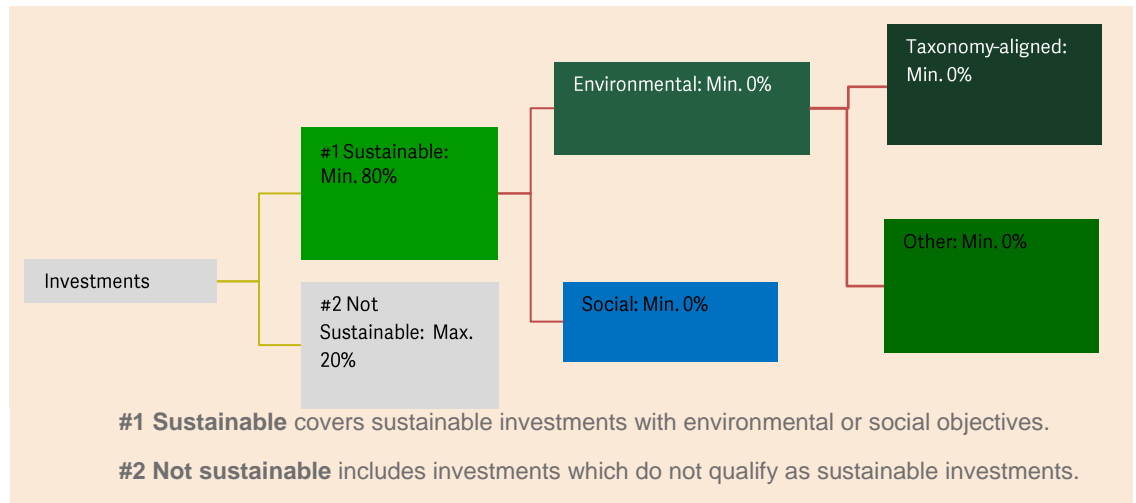 Investments
#1 Sustainable:
Min. 80%
#2 Not
Sustainable: Max.
20%
Environmental: Min. 0%
Social: Min. 0%
Taxonomy-aligned:
Min. 0%
Other: Min. 0%
#1 Sustainable covers sustainable investments with environmental or social objectives.
#2 Not sustainable includes investments which do not qualify as sustainable investments.